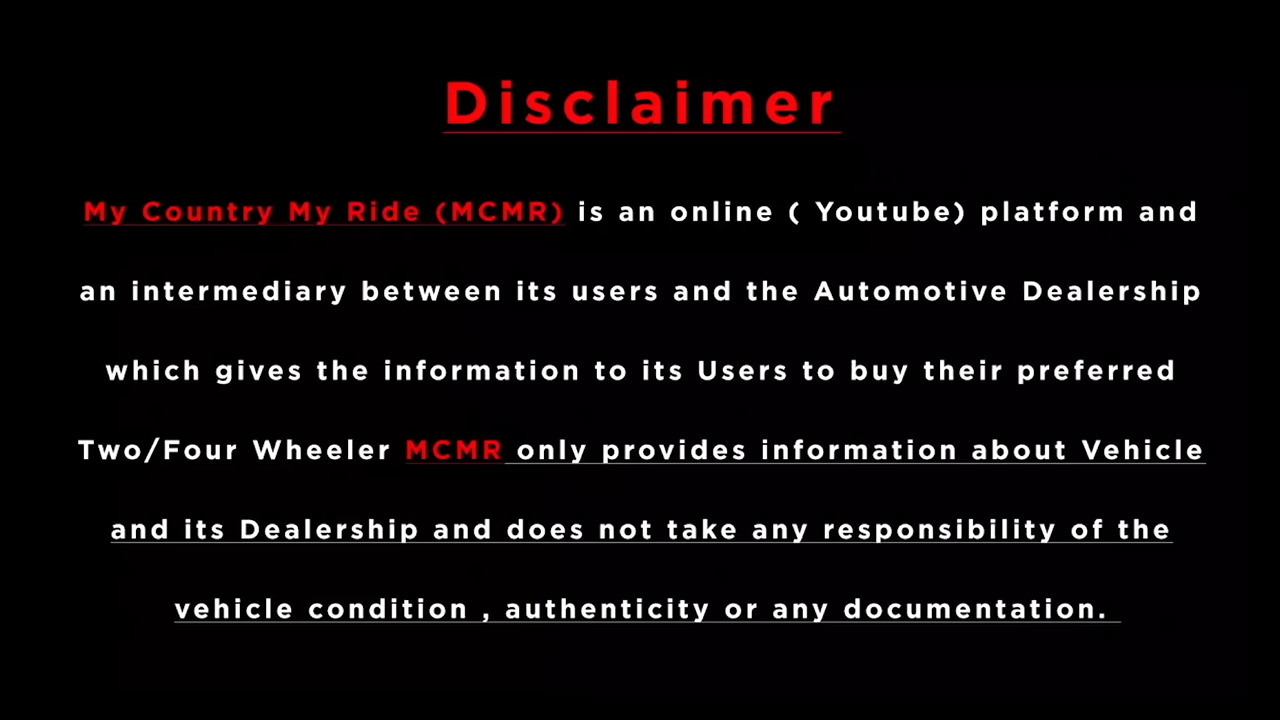 Disclaimer
My Country My Ride (MCMR) is an online ( Youtube) platform and
an intermediary between its users and the Automotive Dealership
which gives the information to its Users to buy their preferred
Two/Four Wheeler MCMR only provides information about Vehicle
and its Dealership and does not take any responsibility of the
vehicle condition , authenticity or any documentation.